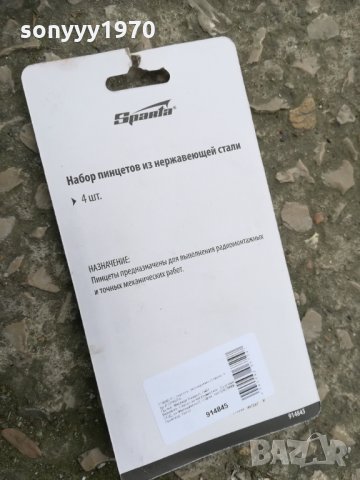 sonyyy1970
Sparta®
Набор пинцетов из нержавеющей стали
4 шт.
НАЗНАЧЕНИЕ:
Пинцеты предназначены для выполнения радиомонтажных
и точных механических работ.
914845
914845
bazar